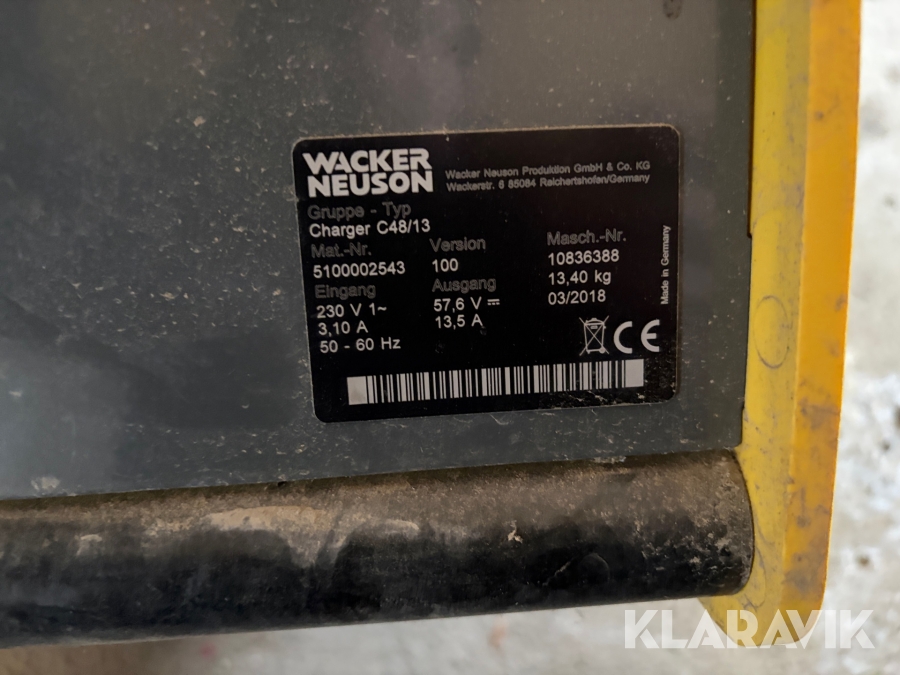 WACKER
NEUSON
Wacker Neuson Produktion GmbH & Co. KG
Wackerstr. 6 85084 Reichertshofen/Germany
Gruppe - Typ
Charger C48/13
Mat.-Nr. Version Masch.-Nr.
5100002543 100 10836388
Eingang Ausgang 13,40 kg
230 V 1~ 57,6 V ⎓ 03/2018
3,10 A 13,5 A
50 - 60 Hz
CE
Made in Germany
KLARAVIK